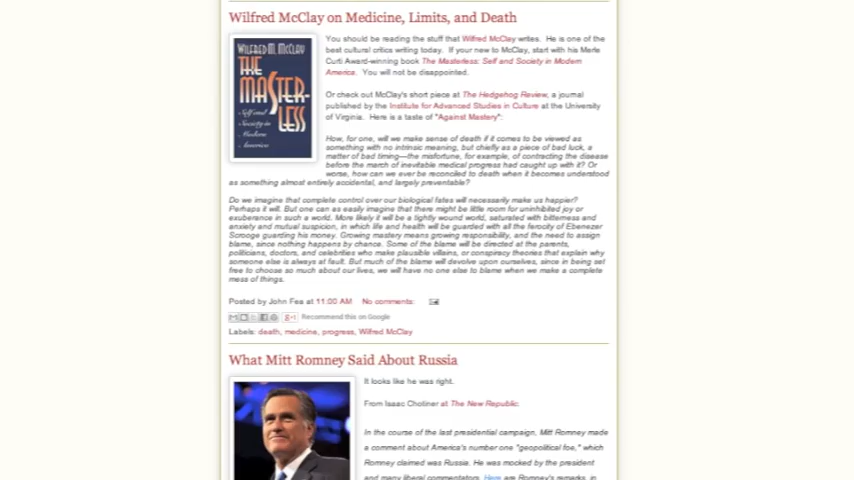 Wilfred McClay on Medicine, Limits, and Death
WILFRED M. McCLAY
THE
MASTER-
LESS
Self and
Society in
Modern
America
You should be reading the stuff that Wilfred McClay writes. He is one of the
best cultural critics writing today. If your new to McClay, start with his Merle
Curti Award-winning book The Masterless: Self and Society in Modern
America. You will not be disappointed.
Or check out McClay's short piece at The Hedgehog Review, a journal
published by the Institute for Advanced Studies in Culture at the University
of Virginia. Here is a taste of "Against Mastery":
How, for one, will we make sense of death if it comes to be viewed as
something with no intrinsic meaning, but chiefly as a piece of bad luck, a
matter of bad timing—the misfortune, for example, of contracting the disease
before the march of inevitable medical progress had caught up with it? Or
worse, how can we ever be reconciled to death when it becomes understood
as something almost entirely accidental, and largely preventable?
Do we imagine that complete control over our biological fates will necessarily make us happier?
Perhaps it will. But one can as easily imagine that there might be little room for uninhibited joy or
exuberance in such a world. More likely it will be a tightly wound world, saturated with bitterness and
anxiety and mutual suspicion, in which life and health will be guarded with all the ferocity of Ebenezer
Scrooge guarding his money. Growing mastery means growing responsibility, and the need to assign
blame, since nothing happens by chance. Some of the blame will be directed at the parents,
politicians, doctors, and celebrities who make plausible villains, or conspiracy theories that explain why
someone else is always at fault. But much of the blame will devolve upon ourselves, since in being set
free to choose so much about our lives, we will have no one else to blame when we make a complete
mess of things.
Posted by John Fea at 11:00 AM No comments:
g+1 Recommend this on Google
Labels: death, medicine, progress, Wilfred McClay
What Mitt Romney Said About Russia
It looks like he was right.
From Isaac Chotiner at The New Republic.
In the course of the last presidential campaign, Mitt Romney made
a comment about America's number one "geopolitical foe," which
Romney claimed was Russia. He was mocked by the president
and many liberal commentators. Here are Romney's remarks, in